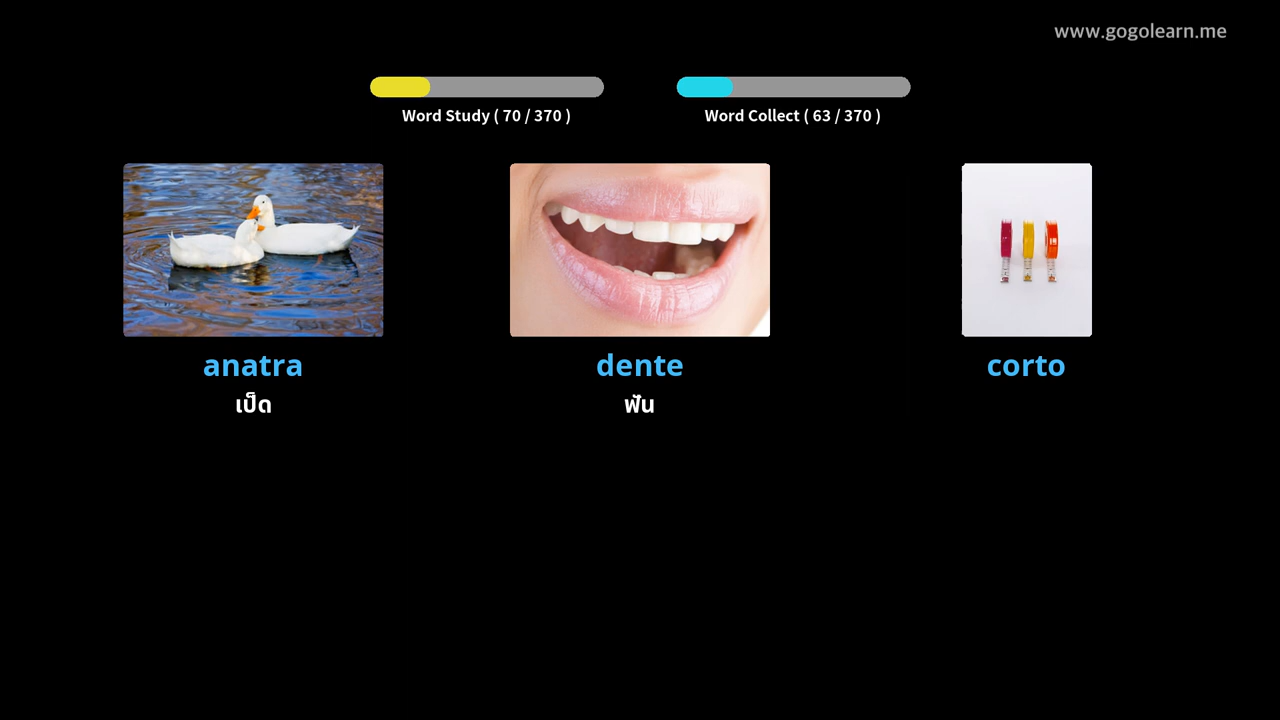 www.gogolearn.me
Word Study ( 70 / 370 )
Word Collect ( 63 / 370 )
anatra
เป็ด
dente
ฟัน
corto